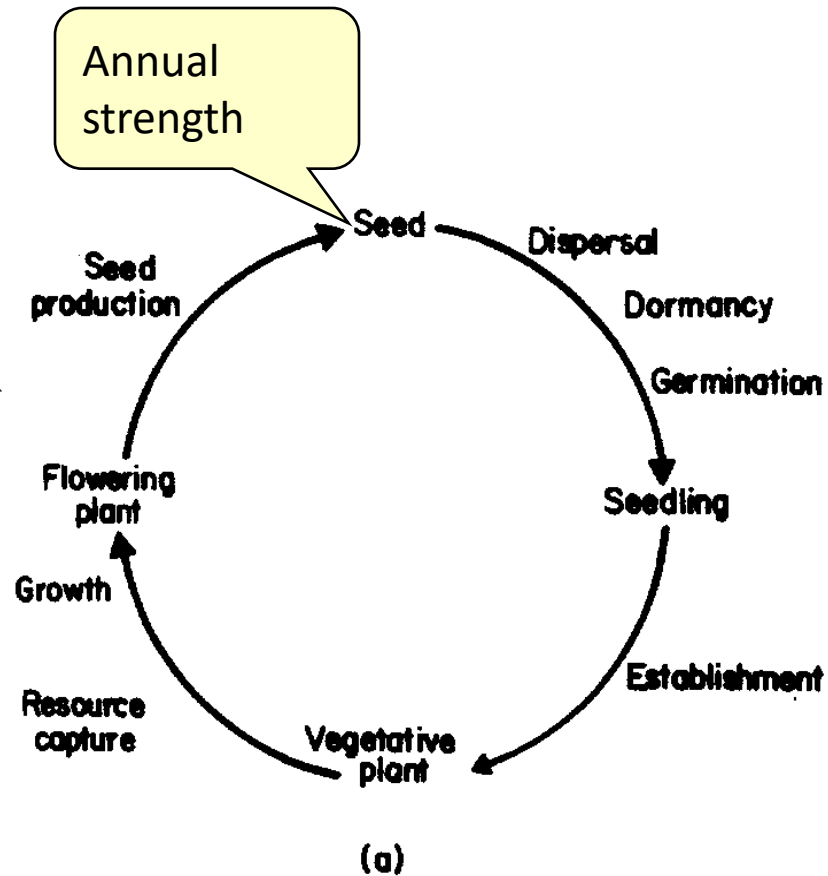 Annual
strength
Seed
Dispersal
Dormancy
Germination
Seedling
Establishment
Vegetative
plant
Resource
capture
Growth
Flowering
plant
Seed
production
(a)